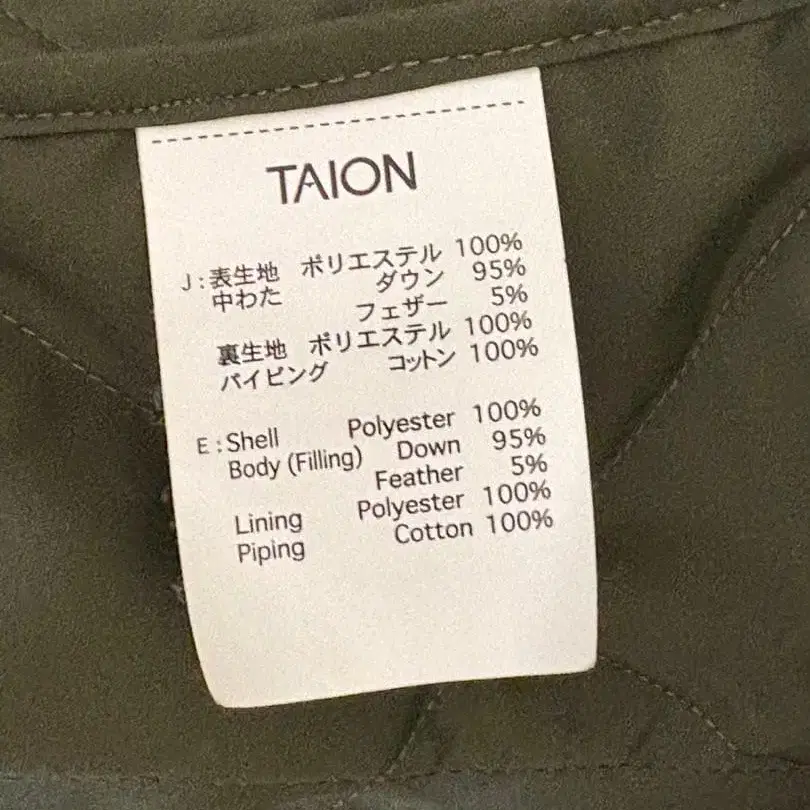 TAION
J : 表生地 ポリエステル 100%
中わた ダウン 95%
フェザー 5%
裏生地 ポリエステル 100%
パイピング コットン 100%
E : Shell Polyester 100%
Body (Filling) Down 95%
Feather 5%
Lining Polyester 100%
Piping Cotton 100%